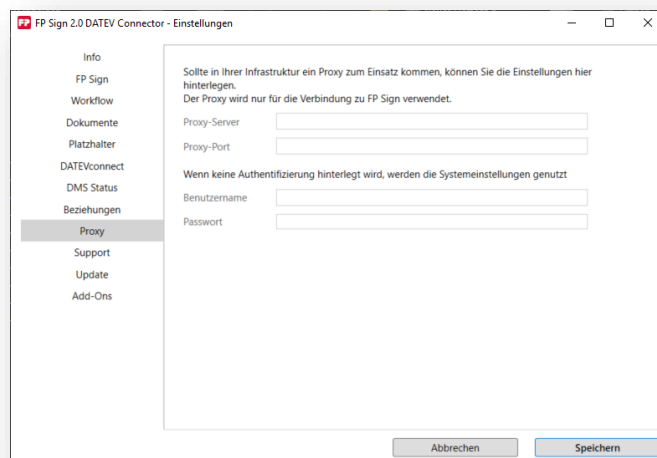 FP FP Sign 2.0 DATEV Connector - Einstellungen
Info
FP Sign
Workflow
Dokumente
Platzhalter
DATEVconnect
DMS Status
Beziehungen
Proxy
Support
Update
Add-Ons
Sollte in Ihrer Infrastruktur ein Proxy zum Einsatz kommen, können Sie die Einstellungen hier
hinterlegen.
Der Proxy wird nur für die Verbindung zu FP Sign verwendet.
Proxy-Server
Proxy-Port
Wenn keine Authentifizierung hinterlegt wird, werden die Systemeinstellungen genutzt
Benutzername
Passwort
Abbrechen
Speichern